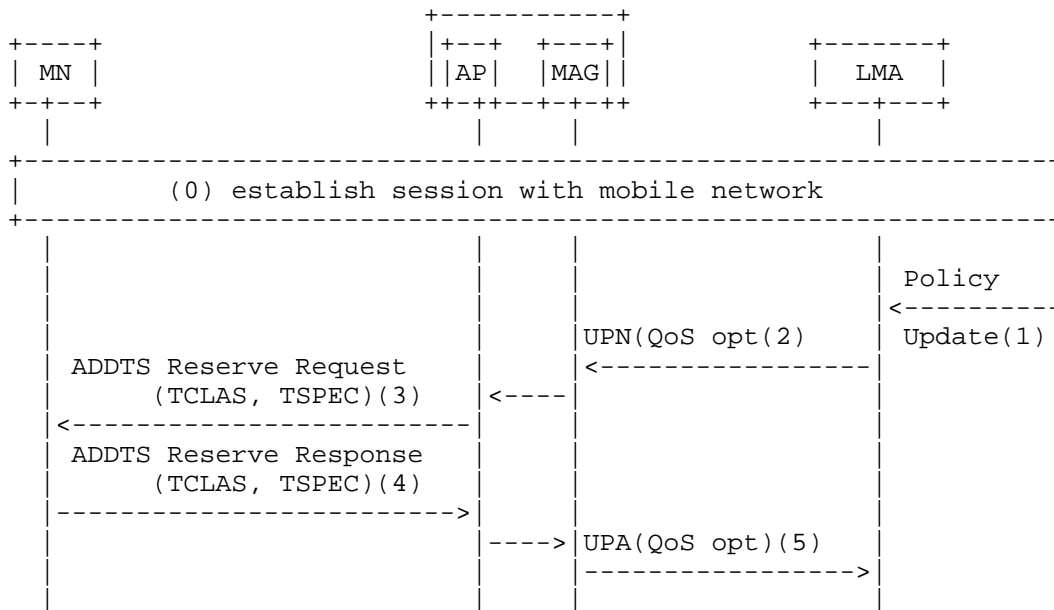 MN AP MAG LMA
(0) establish session with mobile network
Policy
UPN(QoS opt(2) Update(1)
ADDTS Reserve Request
(TCLAS, TSPEC)(3)
ADDTS Reserve Response
(TCLAS, TSPEC)(4)
UPA(QoS opt)(5)